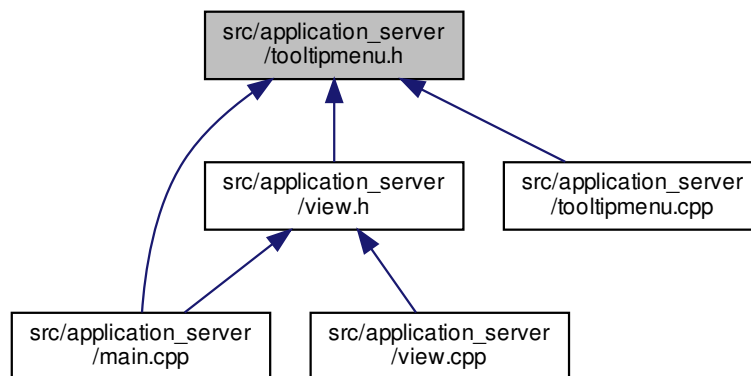 src/application_server
/tooltipmenu.h
src/application_server
/view.h
src/application_server
/tooltipmenu.cpp
src/application_server
/main.cpp
src/application_server
/view.cpp